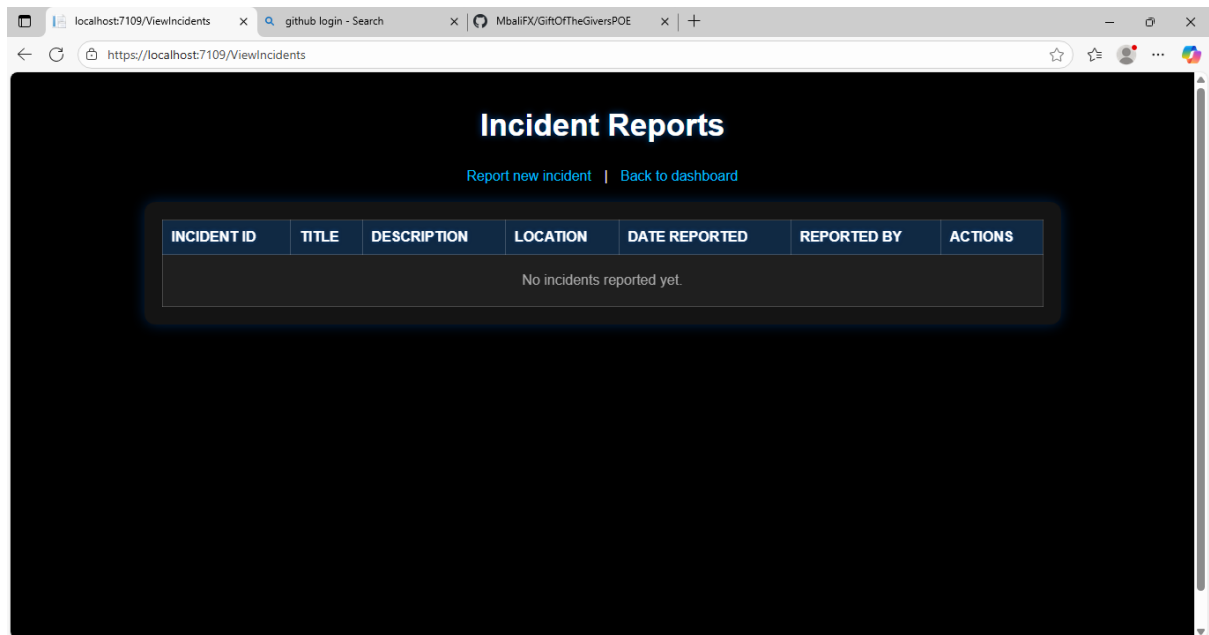 localhost:7109/ViewIncidents
github login - Search
MbaliFX/GiftOfTheGiversPOE
https://localhost:7109/ViewIncidents
Incident Reports
Report new incident | Back to dashboard
INCIDENT ID TITLE DESCRIPTION LOCATION DATE REPORTED REPORTED BY ACTIONS
No incidents reported yet.